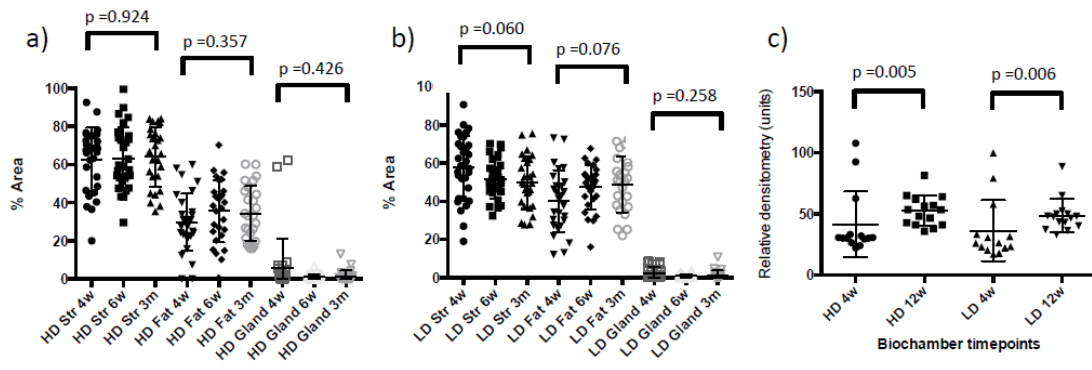 a)
p =0.924
p =0.357
p =0.426
% Area
100
80
60
40
20
0
HD Str 4w
HD Str 6w
HD Str 3m
HD Fat 4w
HD Fat 6w
HD Fat 3m
HD Gland 4w
HD Gland 6w
HD Gland 3m
b)
p =0.060
p =0.076
p =0.258
% Area
10
80
60
40
20
0
LD Str 4w
LD Str 6w
LD Str 3m
LD Fat 4w
LD Fat 6w
LD Fat 3m
LD Gland 4w
LD Gland 6w
LD Gland 3m
c)
p =0.005
p =0.006
Relative densitometry (units)
150
100
50
0
HD 4w
HD 12w
LD 4w
LD 12w
Biochamber timepoints